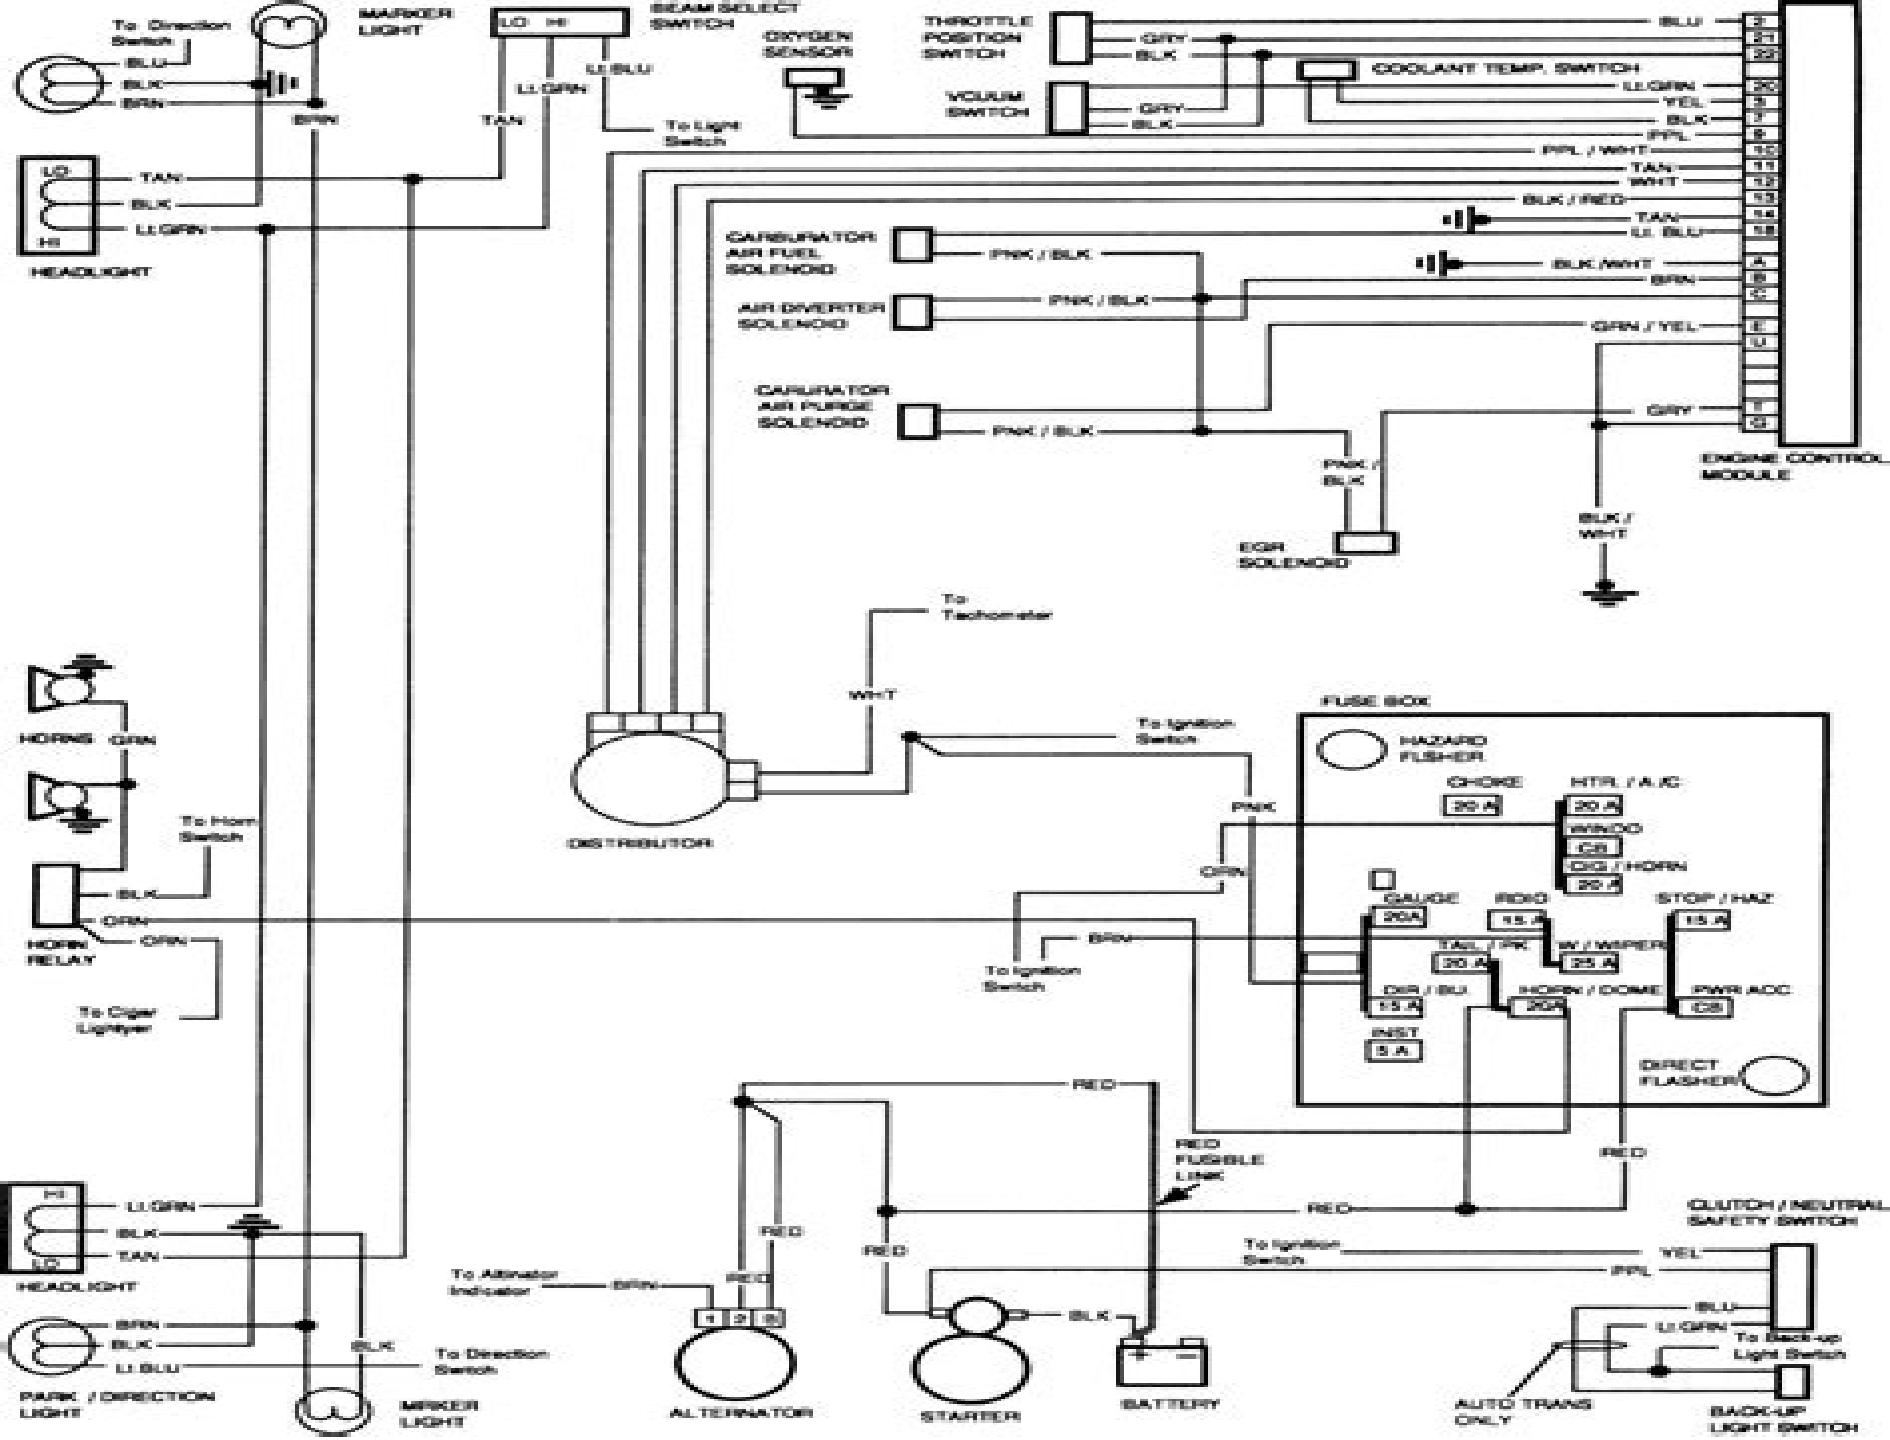 To Direction
Switch
BLU
BLK
BRN
MARKER
LIGHT
BRN
LO HI
BEAM SELECT
SWITCH
LT.BLU
LT.GRN
TAN
To Light
Switch
OXYGEN
SENSOR
THROTTLE
POSITION
SWITCH
GRY
BLK
VCUUM
SWITCH
GRY
BLK
COOLANT TEMP. SWITCH
BLU 2
21
22
LT.GRN 20
YEL 3
BLK 7
PPL 9
PPL / WHT 10
TAN 11
WHT 12
BLK / RED 13
TAN 14
LT. BLU 18
BLK /WHT A
BRN B
C
GRN / YEL E
U
GRY T
G
ENGINE CONTROL
MODULE
LO
TAN
BLK
LT.GRN
HI
HEADLIGHT
CARBURATOR
AIR FUEL
SOLENOID
PNK / BLK
AIR DIVERTER
SOLENOID
PNK / BLK
CARURATOR
AIR PURGE
SOLENOID
PNK / BLK
PNK /
BLK
EGR
SOLENOID
BLK /
WHT
To
Tachometer
WHT
HORNS GRN
To Horn
Switch
BLK
ORN
ORN
HORN
RELAY
To Cigar
Lightyer
DISTRIBUTOR
To Ignition
Switch
PNK
ORN
BRN
To Ignition
Switch
FUSE BOX
HAZARD
FLSHER
CHOKE
20 A
HTR. / A/C
20 A
WINDO
CB
CIG / HORN
20 A
GAUGE
20A
RDIO
15 A
STOP / HAZ
15 A
TAIL / PK
20 A
W / WIPER
25 A
DIR / BU.
15 A
HORN / DOME
20A
PWR ACC
CB
INST
5 A
DIRECT
FLASHER
RED
RED
FUSIBLE
LINK
RED
RED
HI
LT.GRN
BLK
TAN
LO
HEADLIGHT
BRN
BLK
LT.BLU
PARK / DIRECTION
LIGHT
BLK
To Direction
Switch
MRKER
LIGHT
To Altinator
Indicator
BRN
RED
RED
1 2 3
ALTERNATOR
RED
STARTER
BLK
+ −
BATTERY
To Ignition
Switch
CLUTCH / NEUTRAL
SAFETY SWITCH
YEL
PPL
BLU
LT.GRN
To Back-up
Light Switch
AUTO TRANS
ONLY
BACK-UP
LIGHT SWITCH